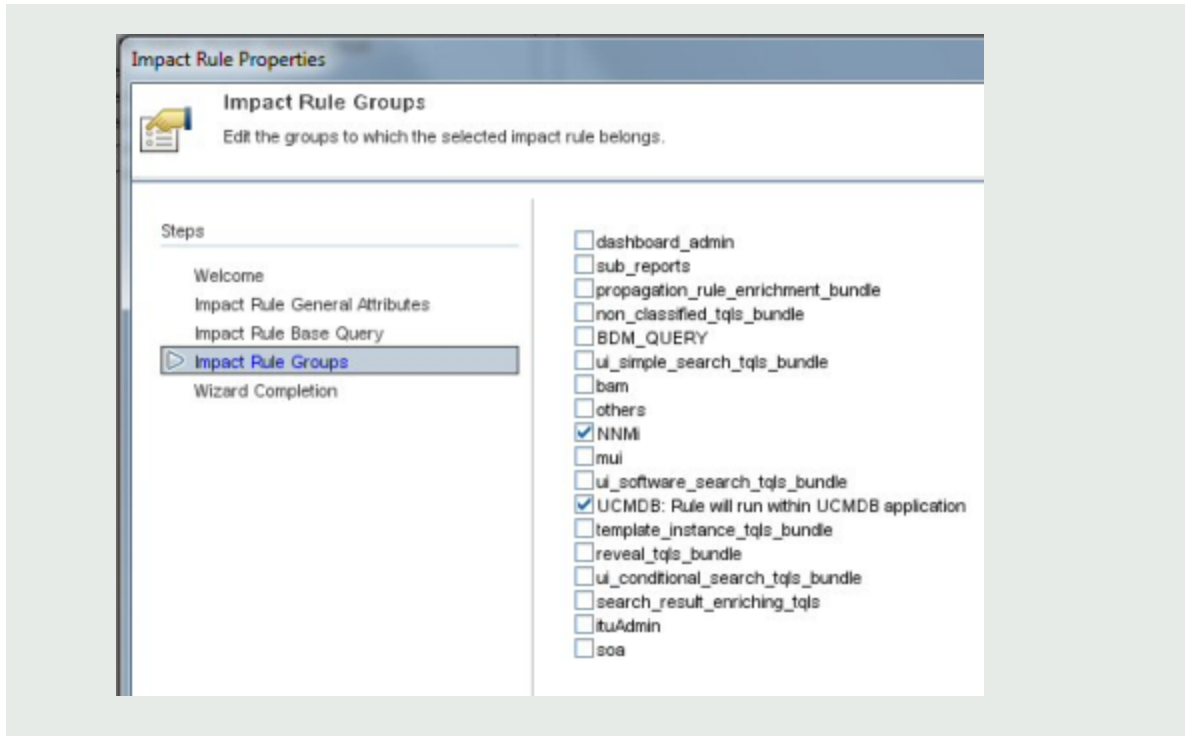 Impact Rule Properties
Impact Rule Groups
Edit the groups to which the selected impact rule belongs.
Steps
Welcome
Impact Rule General Attributes
Impact Rule Base Query
Impact Rule Groups
Wizard Completion
dashboard_admin
sub_reports
propagation_rule_enrichment_bundle
non_classified_tqls_bundle
BDM_QUERY
ui_simple_search_tqls_bundle
bam
others
NNMi
mui
ui_software_search_tqls_bundle
UCMDB: Rule will run within UCMDB application
template_instance_tqls_bundle
reveal_tqls_bundle
ui_conditional_search_tqls_bundle
search_result_enriching_tqls
ituAdmin
soa